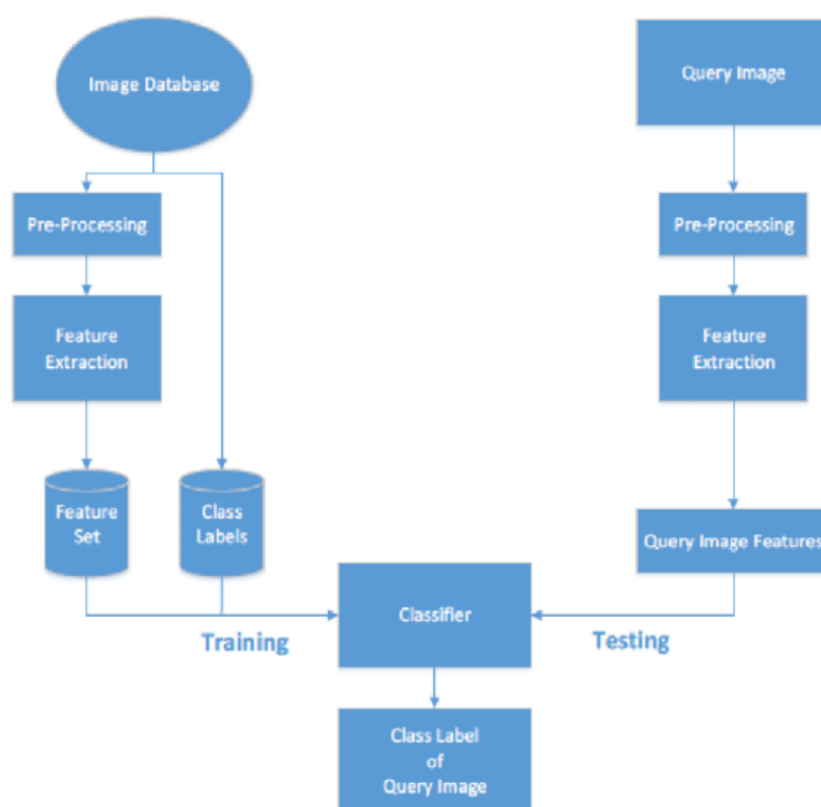 Image Database
Query Image
Pre-Processing
Pre-Processing
Feature
Extraction
Feature
Extraction
Feature
Set
Class
Labels
Query Image Features
Classifier
Training
Testing
Class Label
of
Query Image